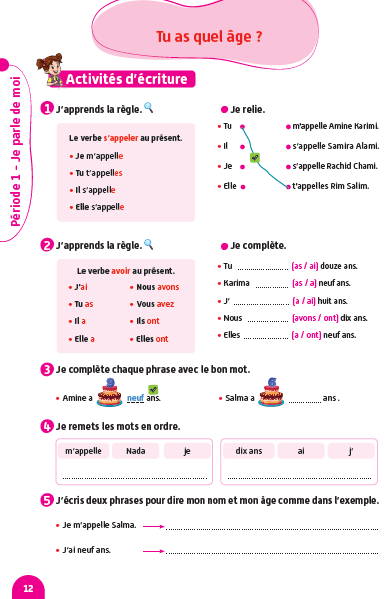 Tu as quel âge ?
Activités d'écriture
Période 1 - Je parle de moi
1 J'apprends la règle.
Le verbe s'appeler au présent.
• Je m'appelle
• Tu t'appelles
• Il s'appelle
• Elle s'appelle
Je relie.
• Tu
• Il
• Je
• Elle
m'appelle Amine Karimi.
s'appelle Samira Alami.
s'appelle Rachid Chami.
t'appelles Rim Salim.
2 J'apprends la règle.
Le verbe avoir au présent.
• J'ai
• Tu as
• Il a
• Elle a
• Nous avons
• Vous avez
• Ils ont
• Elles ont
Je complète.
• Tu .................. (as / ai) douze ans.
• Karima ............ (as / a) neuf ans.
• J' .................. (a / ai) huit ans.
• Nous ............... (avons / ont) dix ans.
• Elles ............... (a / ont) neuf ans.
3 Je complète chaque phrase avec le bon mot.
• Amine a 9 neuf ans.
• Salma a 6 ............ ans .
4 Je remets les mots en ordre.
m'appelle Nada je
dix ans ai j'
5 J'écris deux phrases pour dire mon nom et mon âge comme dans l'exemple.
• Je m'appelle Salma.
• J'ai neuf ans.
12